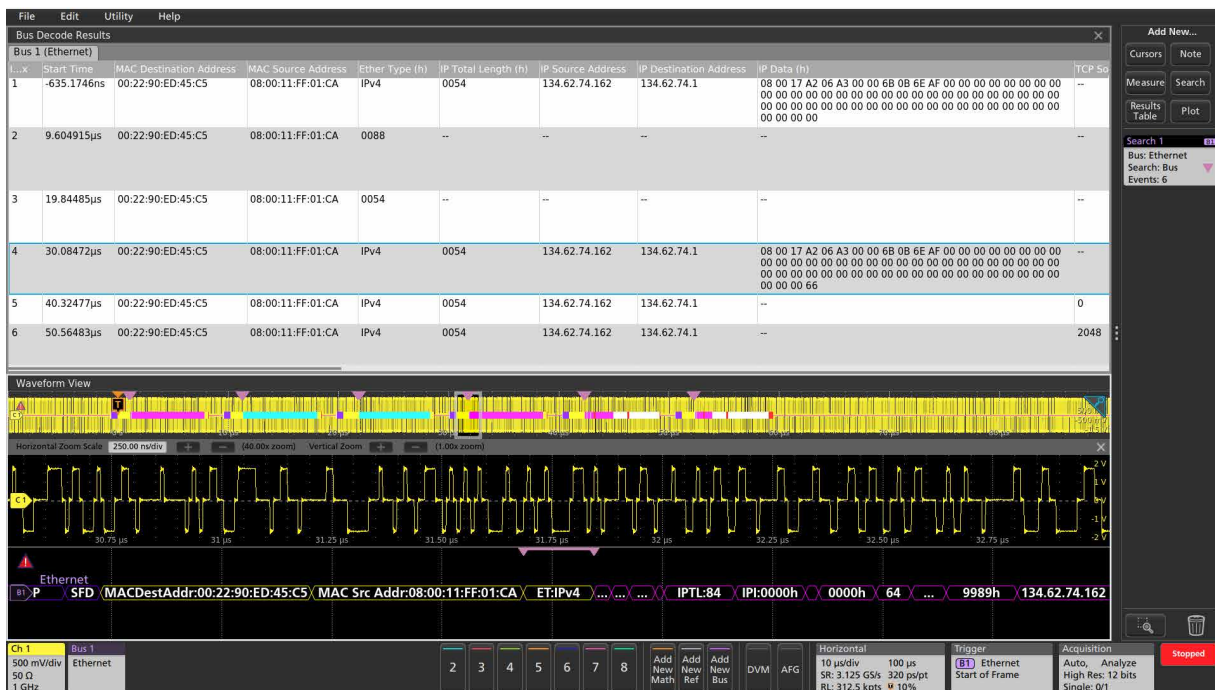 File Edit Utility Help
Bus Decode Results
Bus 1 (Ethernet)
I...x Start Time MAC Destination Address MAC Source Address Ether Type (h) IP Total Length (h) IP Source Address IP Destination Address IP Data (h) TCP So
1 -635.1746ns 00:22:90:ED:45:C5 08:00:11:FF:01:CA IPv4 0054 134.62.74.162 134.62.74.1 08 00 17 A2 06 A3 00 00 6B 0B 6E AF 00 00 00 00 00 00 00 00 --
00 00 00 00 00 00 00 00 00 00 00 00 00 00 00 00 00 00 00 00
00 00 00 00 00 00 00 00 00 00 00 00 00 00 00 00 00 00 00 00
00 00 00 00
2 9.604915µs 00:22:90:ED:45:C5 08:00:11:FF:01:CA 0088 -- -- -- -- --
3 19.84485µs 00:22:90:ED:45:C5 08:00:11:FF:01:CA 0054 -- -- -- -- --
4 30.08472µs 00:22:90:ED:45:C5 08:00:11:FF:01:CA IPv4 0054 134.62.74.162 134.62.74.1 08 00 17 A2 06 A3 00 00 6B 0B 6E AF 00 00 00 00 00 00 00 00 --
00 00 00 00 00 00 00 00 00 00 00 00 00 00 00 00 00 00 00 00
00 00 00 00 00 00 00 00 00 00 00 00 00 00 00 00 00 00 00 00
00 00 00 66
5 40.32477µs 00:22:90:ED:45:C5 08:00:11:FF:01:CA IPv4 0054 134.62.74.162 134.62.74.1 -- 0
6 50.56483µs 00:22:90:ED:45:C5 08:00:11:FF:01:CA IPv4 0054 134.62.74.162 134.62.74.1 -- 2048
Waveform View
T
Horizontal Zoom Scale 250.00 ns/div + – (40.00x zoom) Vertical Zoom + – (1.00x zoom)
2 V
1 V
C1 0 V
-1 V
-2 V
30.75 µs 31 µs 31.25 µs 31.50 µs 31.75 µs 32 µs 32.25 µs 32.50 µs 32.75 µs
Ethernet
B1 P SFD MACDestAddr:00:22:90:ED:45:C5 MAC Src Addr:08:00:11:FF:01:CA ET:IPv4 ... ... ... IPTL:84 IPI:0000h 0000h 64 ... 9989h 134.62.74.162
Add New...
Cursors Note
Measure Search
Results Table Plot
Search 1 B1
Bus: Ethernet
Search: Bus
Events: 6
Ch 1
500 mV/div
50 Ω
1 GHz
Bus 1
Ethernet
2 3 4 5 6 7 8
Add New Math
Add New Ref
Add New Bus
DVM AFG
Horizontal
10 µs/div 100 µs
SR: 3.125 GS/s 320 ps/pt
RL: 312.5 kpts 10%
Trigger
B1 Ethernet
Start of Frame
Acquisition
Auto, Analyze
High Res: 12 bits
Single: 0/1
Stopped